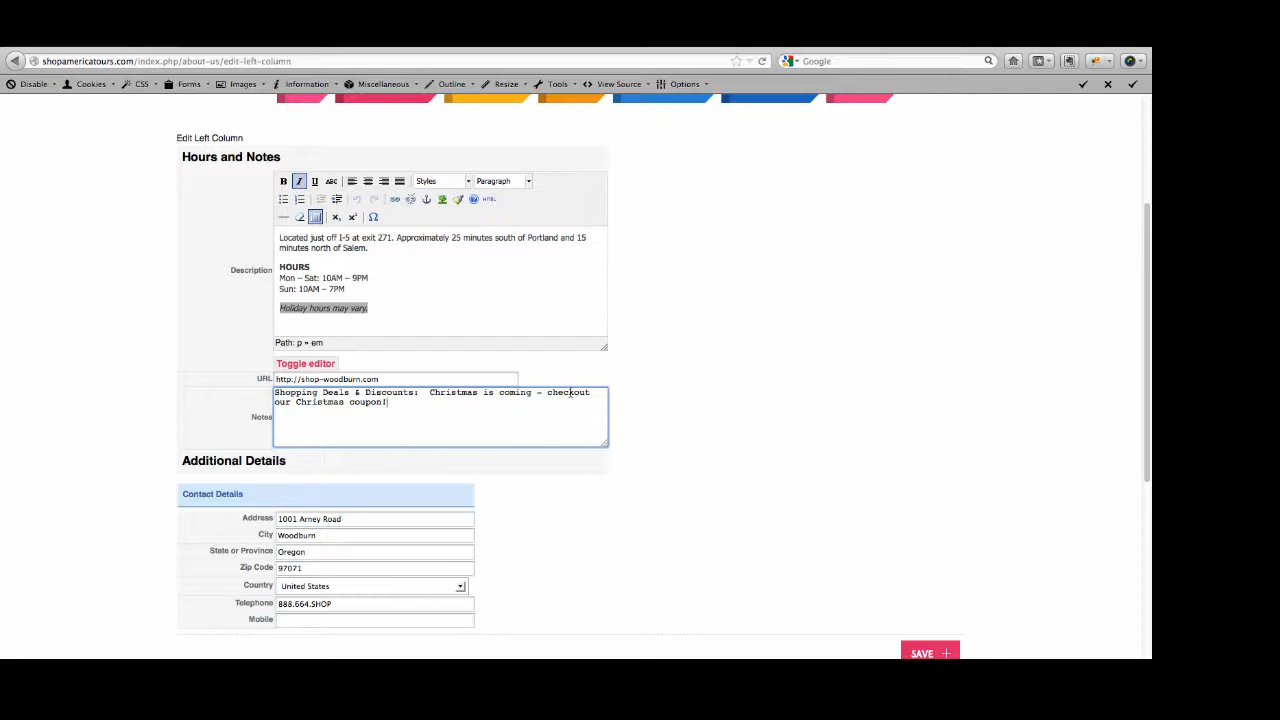 shopamericatours.com/index.php/about-us/edit-left-column
Google
Disable Cookies CSS Forms Images Information Miscellaneous Outline Resize Tools View Source Options
Edit Left Column
Hours and Notes
B I U ABC Styles Paragraph
HTML
Description
Located just off I-5 at exit 271. Approximately 25 minutes south of Portland and 15
minutes north of Salem.
HOURS
Mon – Sat: 10AM – 9PM
Sun: 10AM – 7PM
Holiday hours may vary.
Path: p » em
Toggle editor
URL http://shop-woodburn.com
Notes
Shopping Deals & Discounts:  Christmas is coming - checkout
our Christmas coupon!
Additional Details
Contact Details
Address 1001 Arney Road
City Woodburn
State or Province Oregon
Zip Code 97071
Country United States
Telephone 888.664.SHOP
Mobile
SAVE +